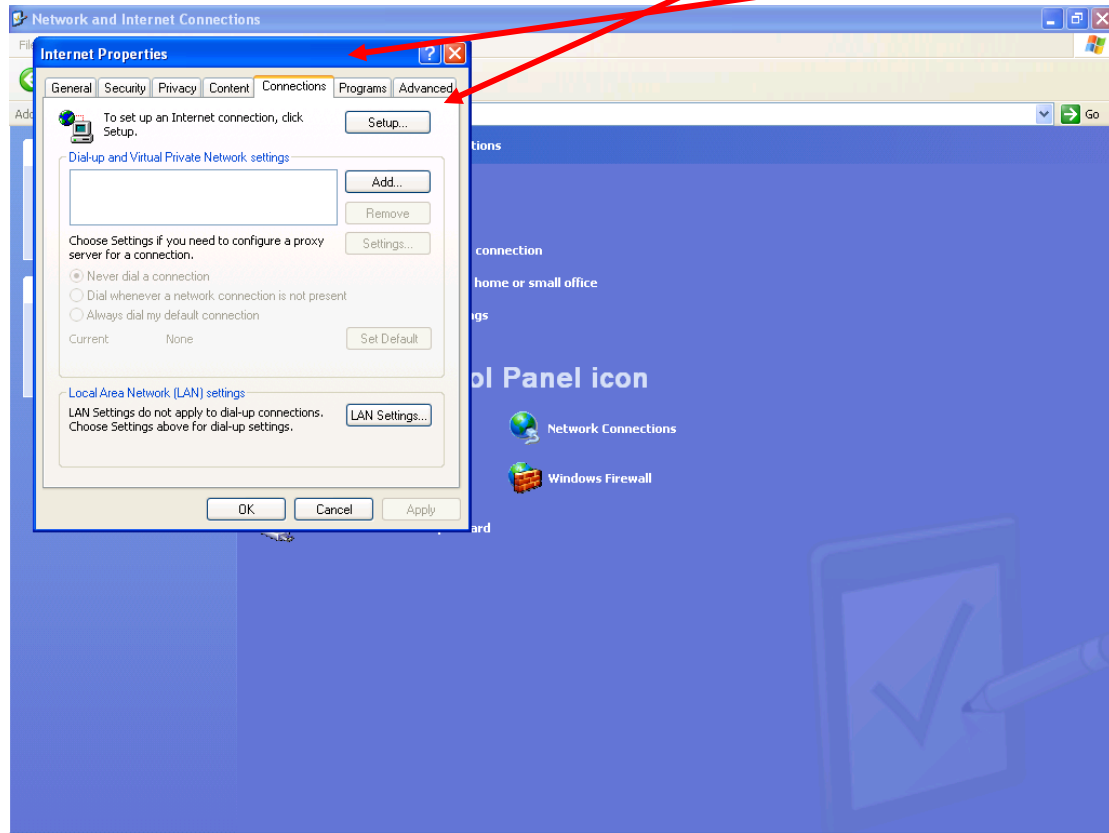 Network and Internet Connections
Internet Properties
General Security Privacy Content Connections Programs Advanced
Go
To set up an Internet connection, click
Setup.
Setup...
tions
Dial-up and Virtual Private Network settings
Add...
Remove
Choose Settings if you need to configure a proxy
server for a connection.
Settings...
connection
Never dial a connection
home or small office
Dial whenever a network connection is not present
Always dial my default connection
Current None
Set Default
ol Panel icon
Local Area Network (LAN) settings
LAN Settings do not apply to dial-up connections.
Choose Settings above for dial-up settings.
LAN Settings...
Network Connections
Windows Firewall
OK Cancel Apply
ard